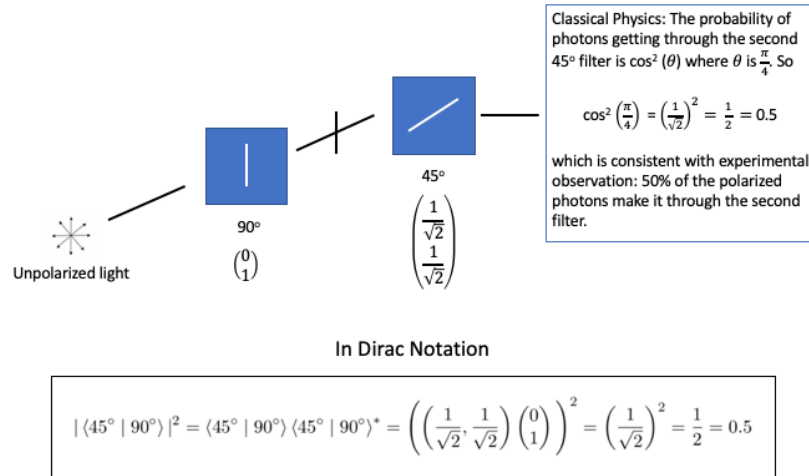 Classical Physics: The probability of
photons getting through the second
45° filter is cos² (θ) where θ is π/4. So
cos² (π/4) = (1/√2)² = 1/2 = 0.5
which is consistent with experimental
observation: 50% of the polarized
photons make it through the second
filter.
45°
(1/√2
1/√2)
90°
(0
1)
Unpolarized light
In Dirac Notation
| ⟨45° | 90°⟩ |² = ⟨45° | 90°⟩ ⟨45° | 90°⟩* = ((1/√2, 1/√2) (0 1))² = (1/√2)² = 1/2 = 0.5